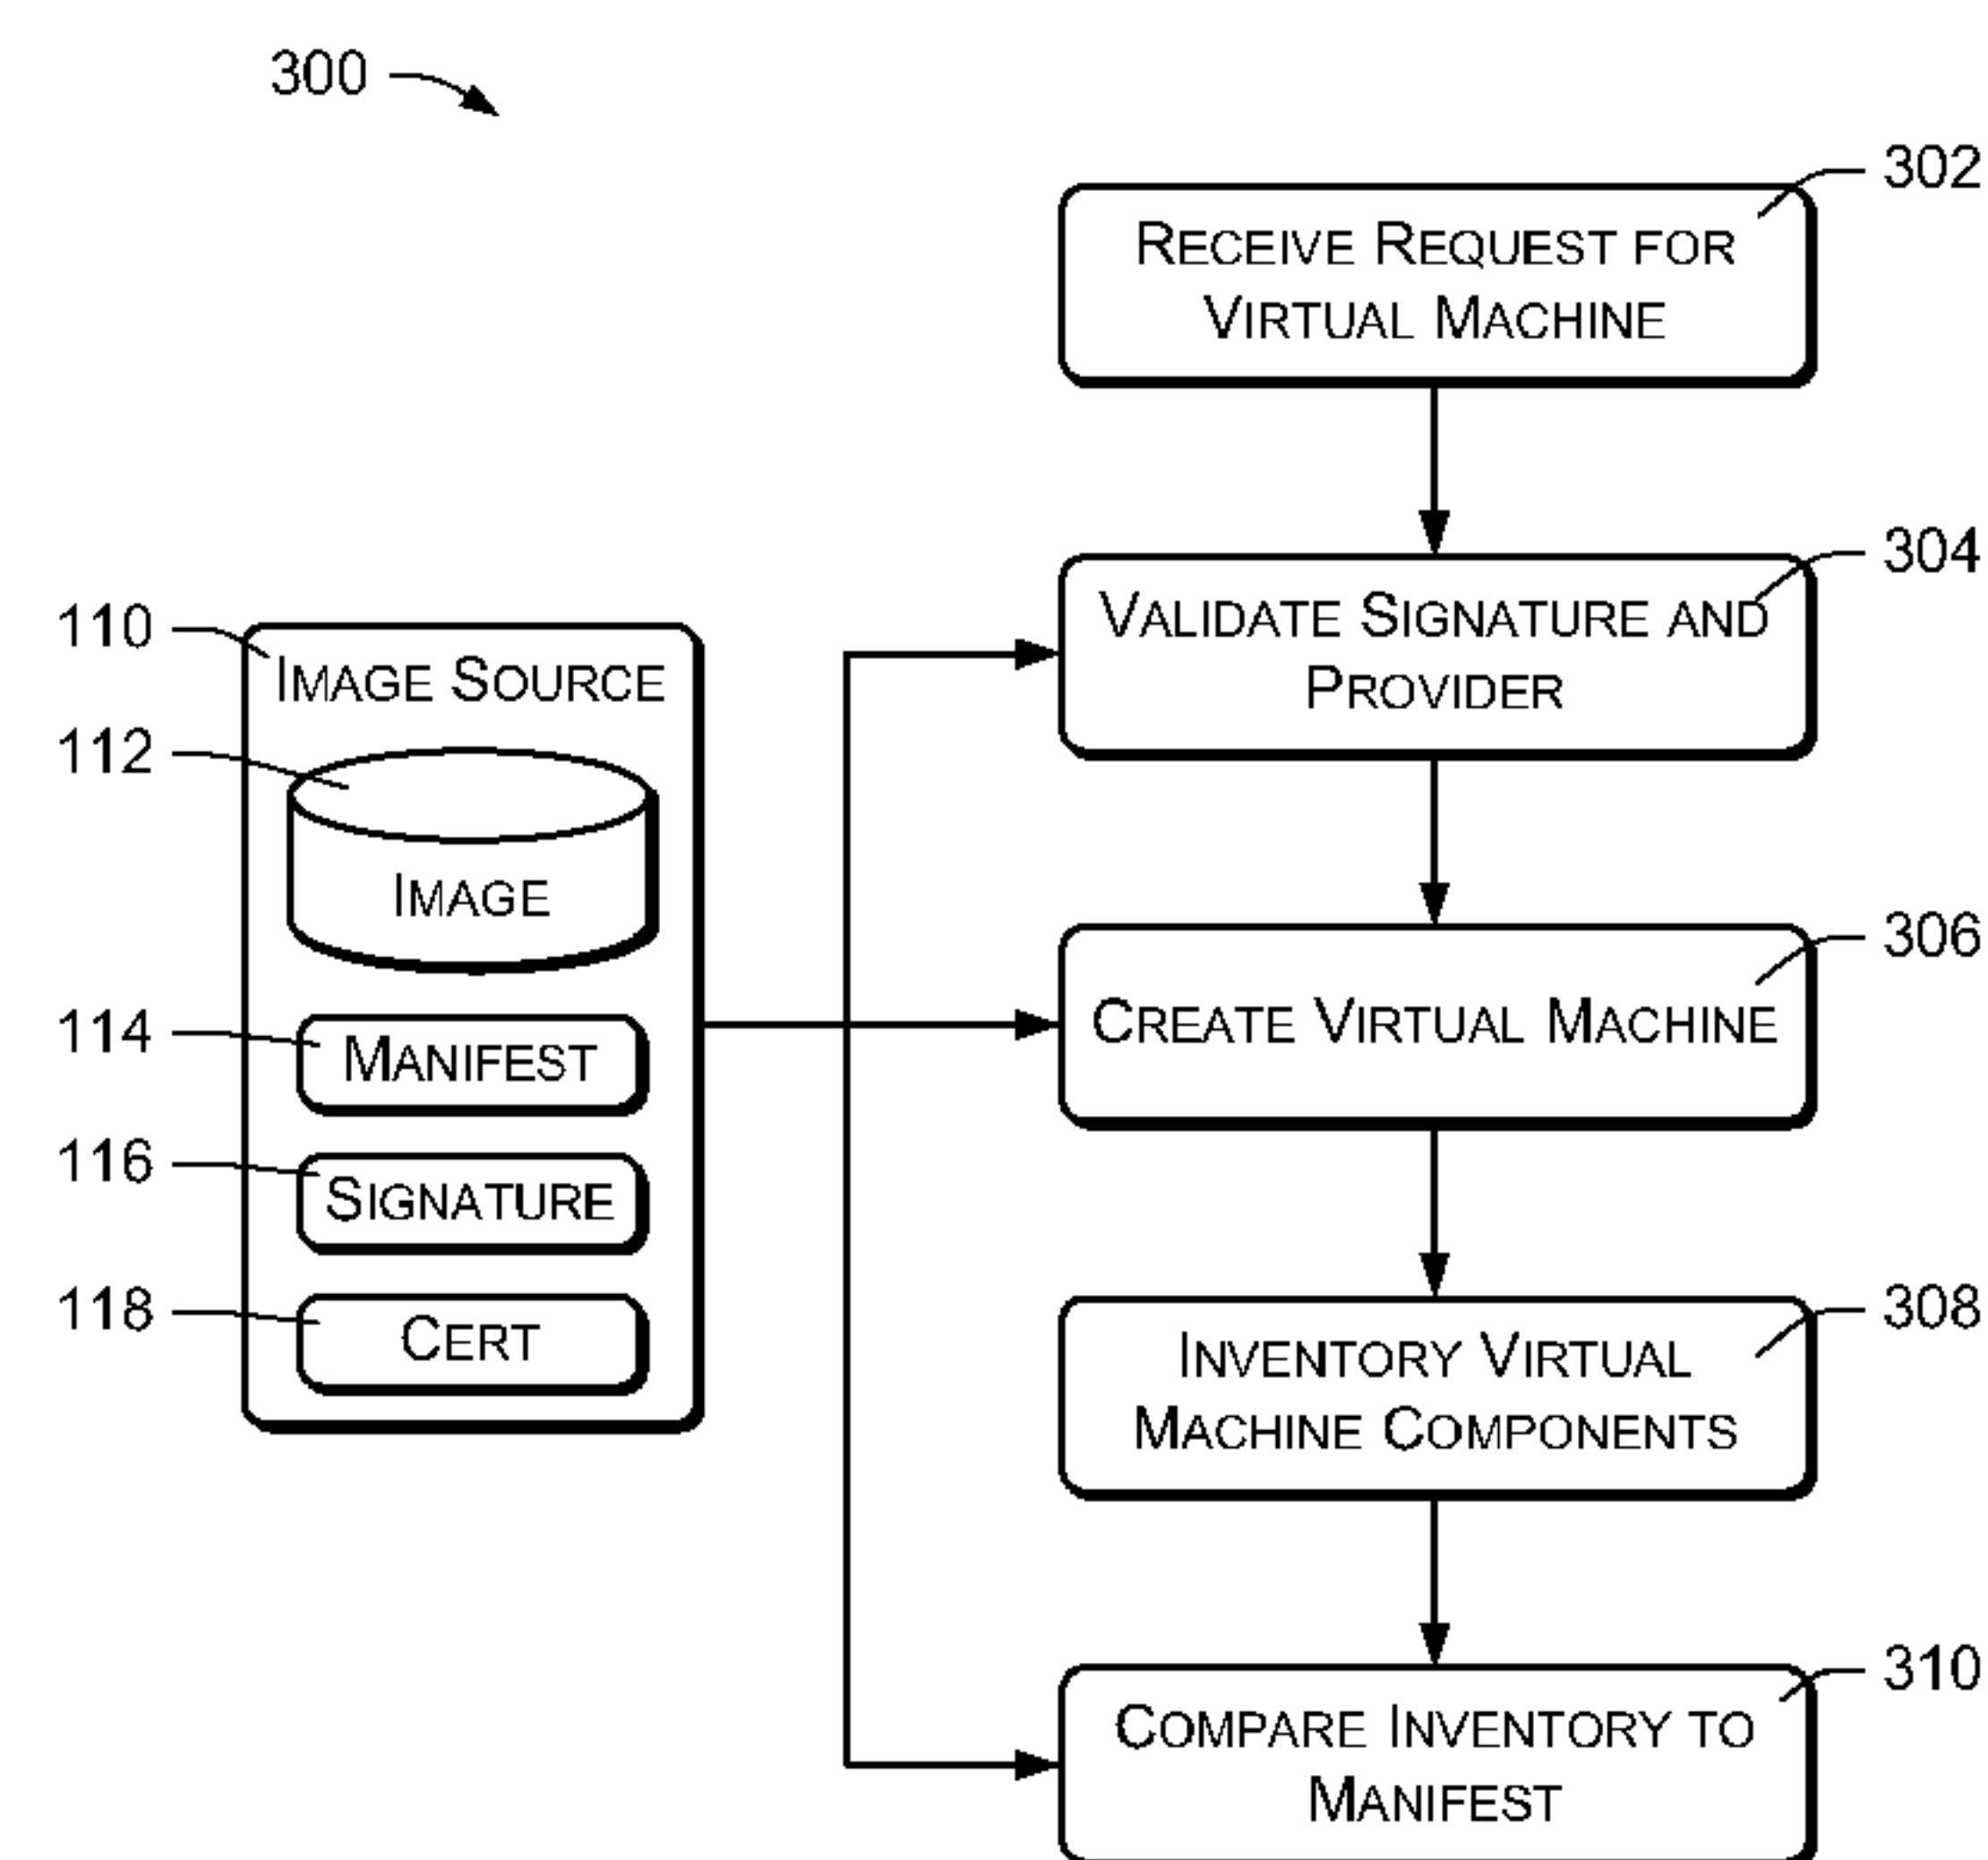 300
302
RECEIVE REQUEST FOR
VIRTUAL MACHINE
304
VALIDATE SIGNATURE AND
PROVIDER
110
IMAGE SOURCE
112
IMAGE
306
CREATE VIRTUAL MACHINE
114
MANIFEST
116
SIGNATURE
118
CERT
308
INVENTORY VIRTUAL
MACHINE COMPONENTS
310
COMPARE INVENTORY TO
MANIFEST